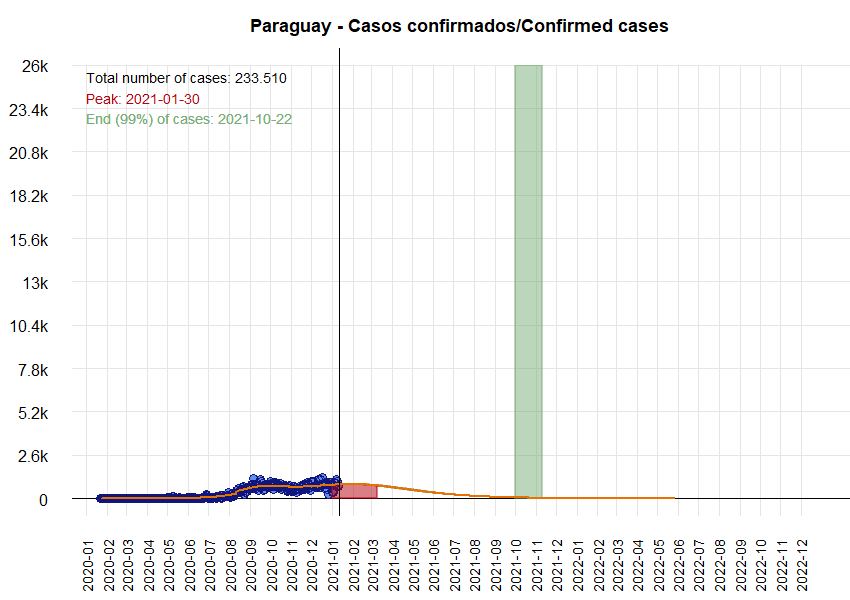 Paraguay - Casos confirmados/Confirmed cases
26k
23.4k
20.8k
18.2k
15.6k
13k
10.4k
7.8k
5.2k
2.6k
0
Total number of cases: 233.510
Peak: 2021-01-30
End (99%) of cases: 2021-10-22
2020-01
2020-02
2020-03
2020-04
2020-05
2020-06
2020-07
2020-08
2020-09
2020-10
2020-11
2020-12
2021-01
2021-02
2021-03
2021-04
2021-05
2021-06
2021-07
2021-08
2021-09
2021-10
2021-11
2021-12
2022-01
2022-02
2022-03
2022-04
2022-05
2022-06
2022-07
2022-08
2022-09
2022-10
2022-11
2022-12